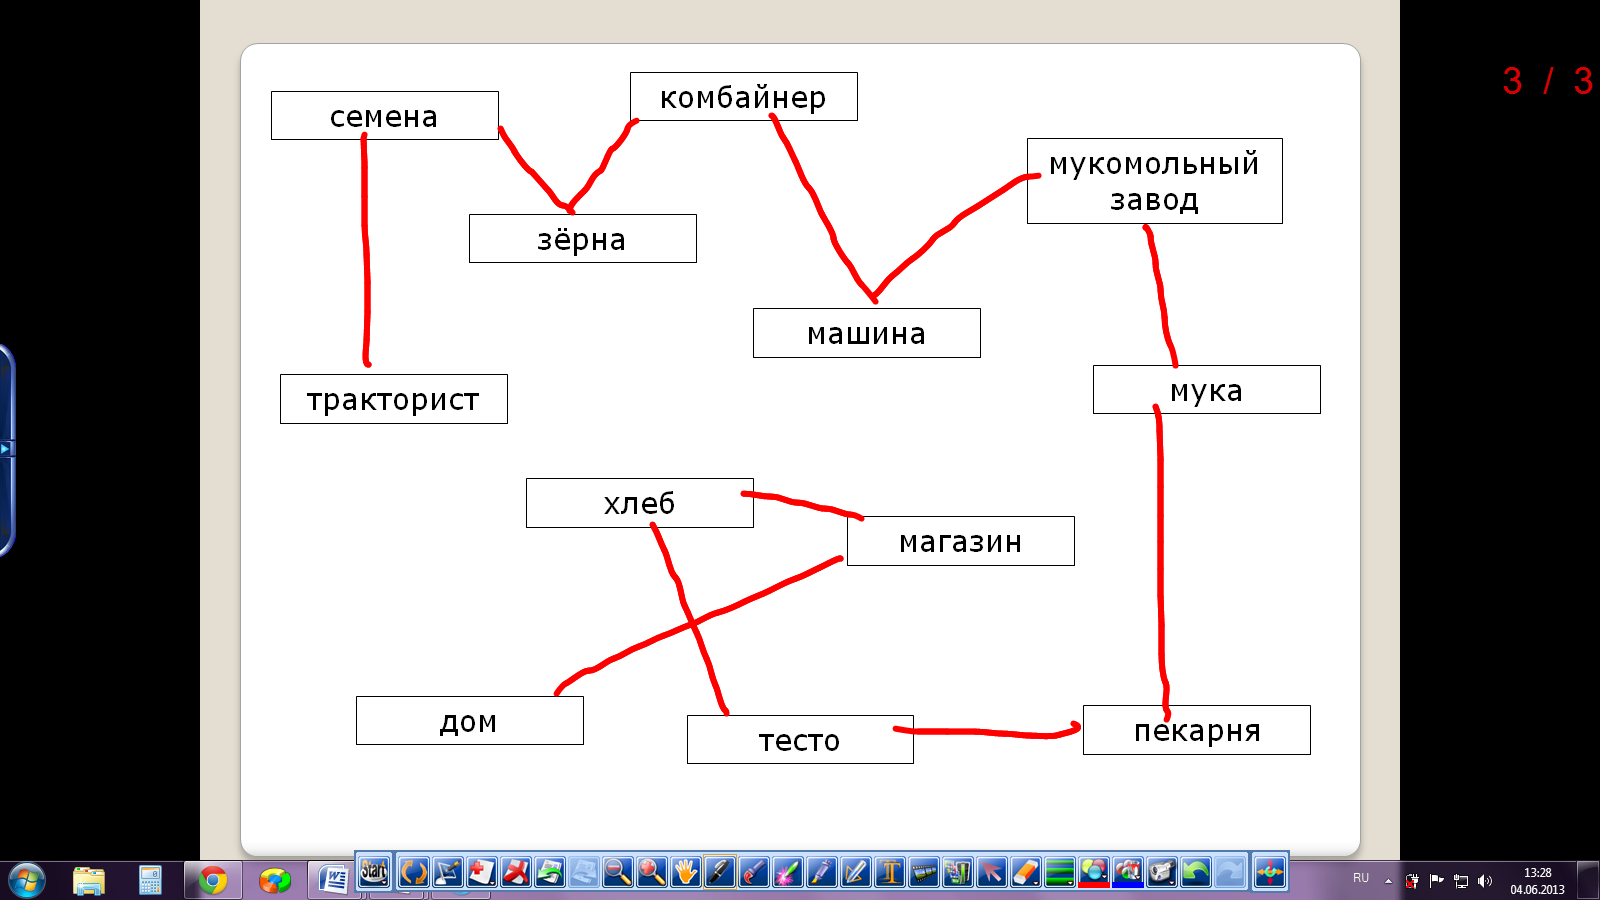 3 / 3
семена
комбайнер
мукомольный
завод
зёрна
машина
тракторист
мука
хлеб
магазин
дом
тесто
пекарня
Start
RU
13:28
04.06.2013